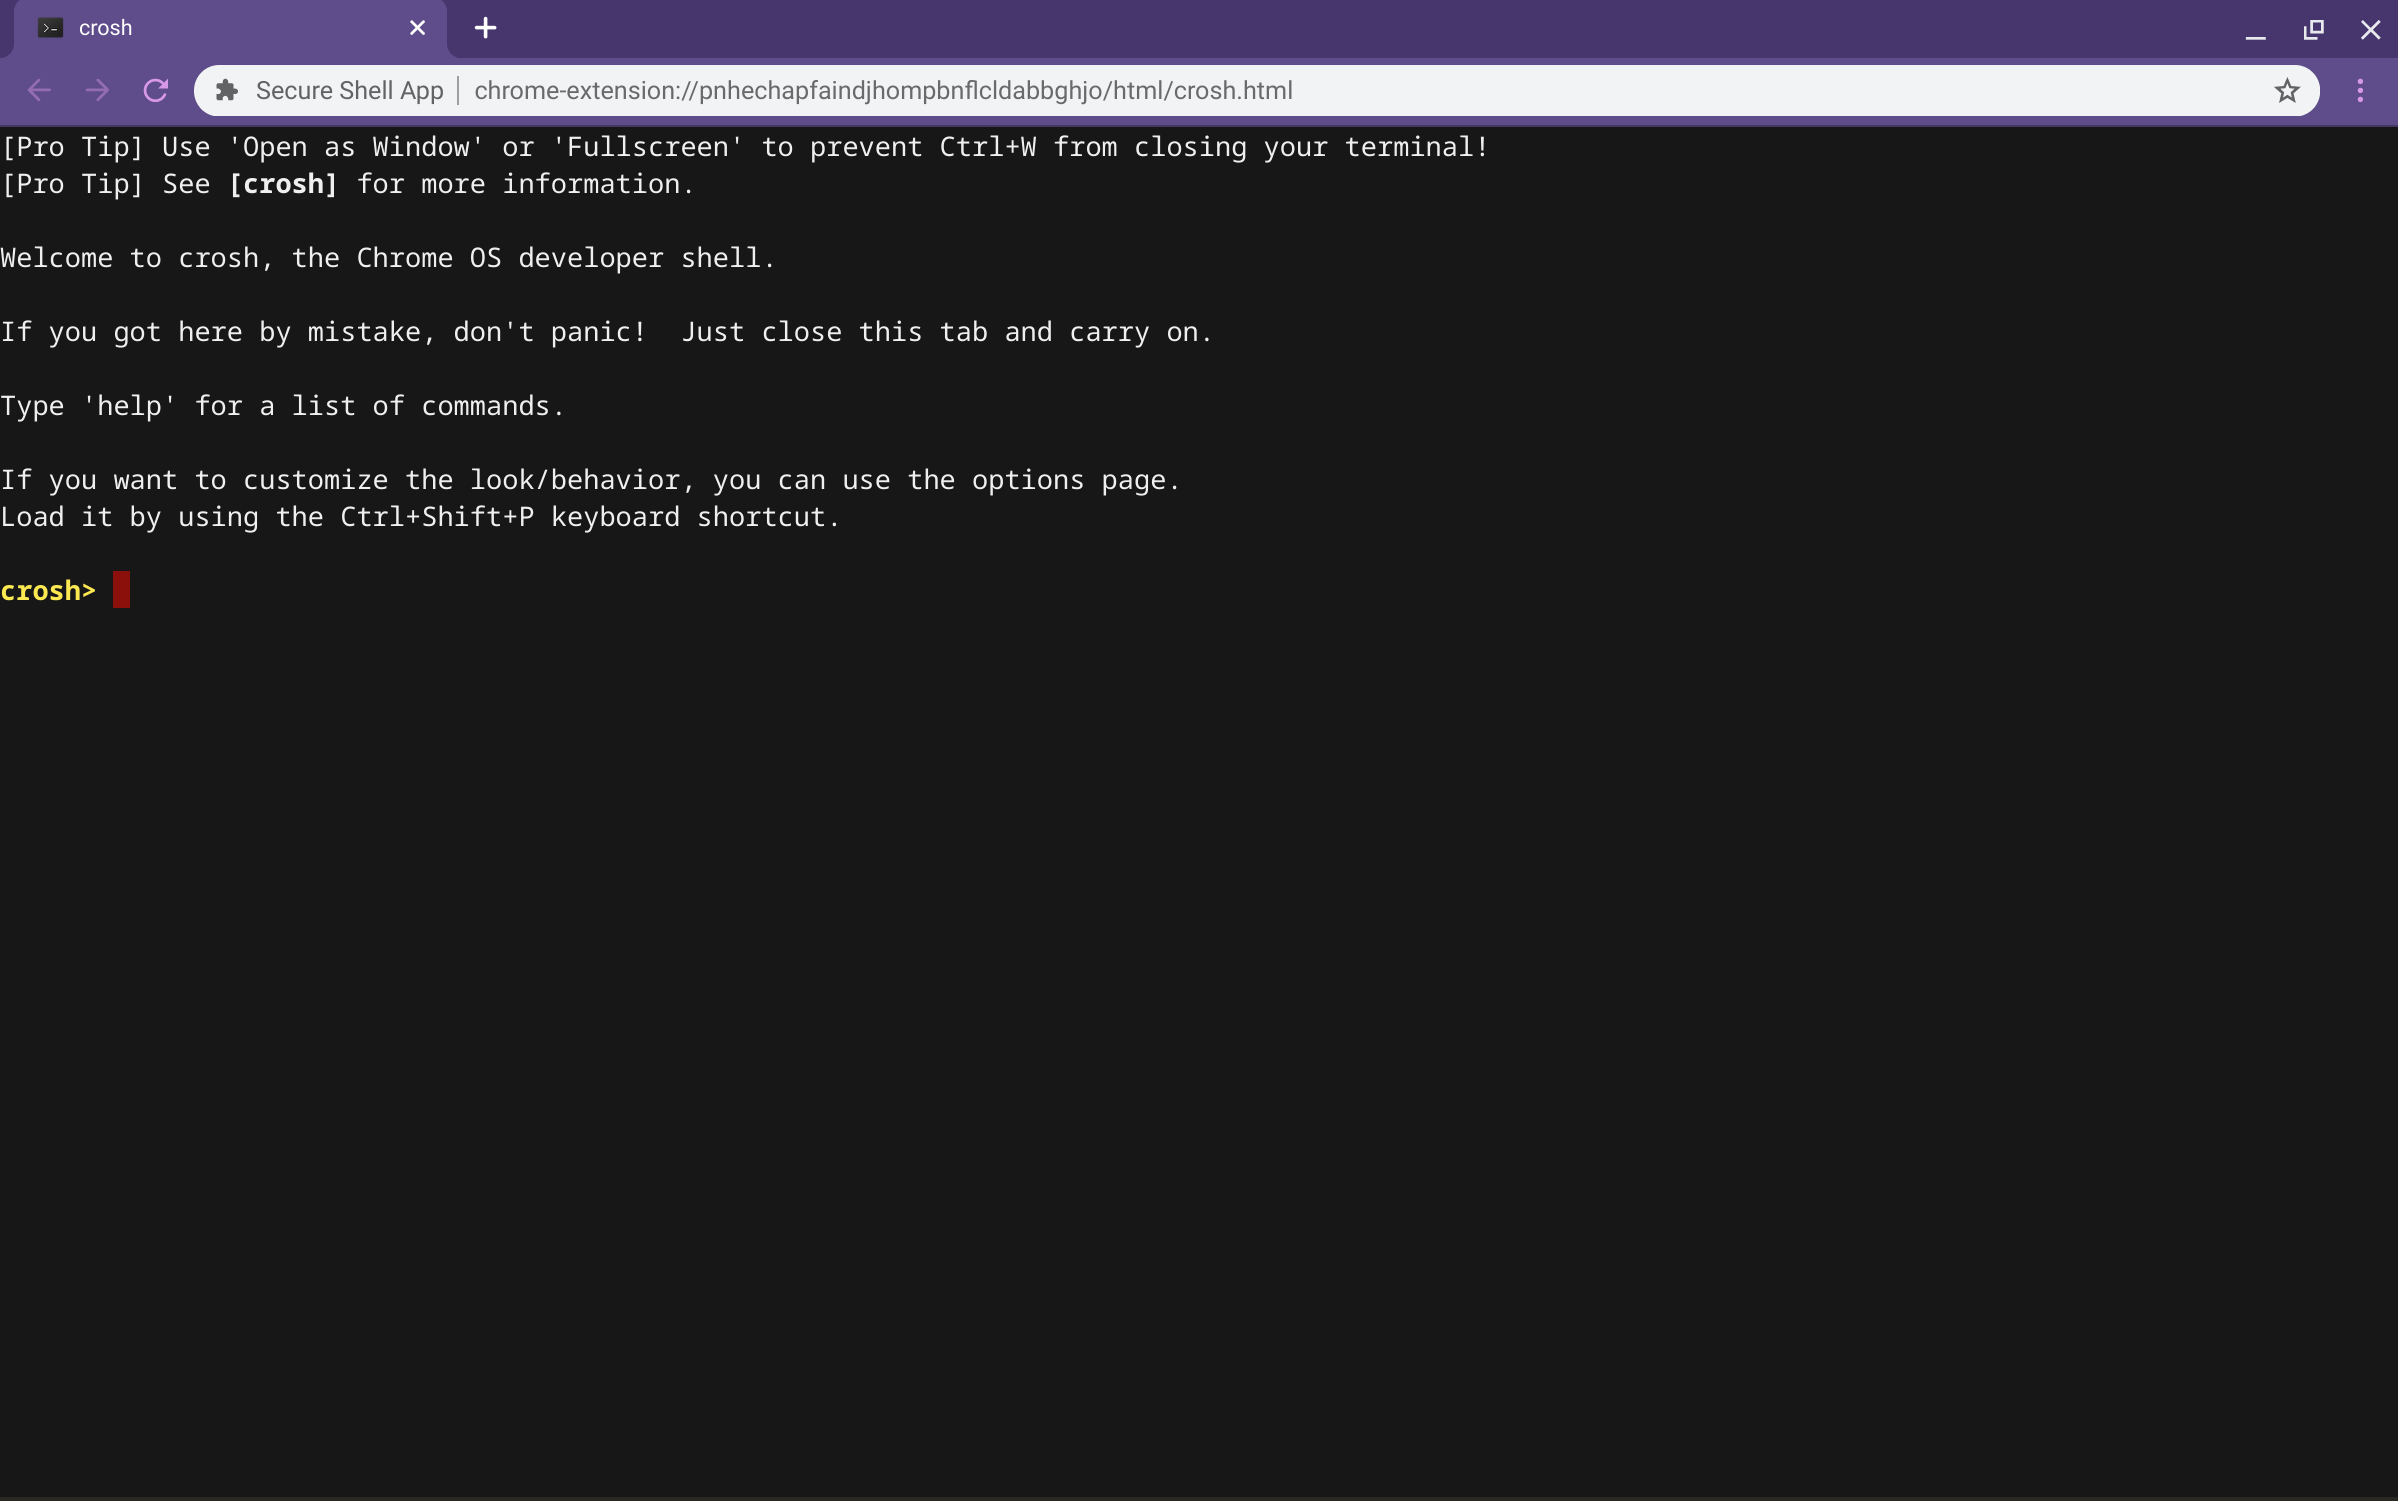 crosh
Secure Shell App chrome-extension://pnhechapfaindjhompbnflcldabbghjo/html/crosh.html
[Pro Tip] Use 'Open as Window' or 'Fullscreen' to prevent Ctrl+W from closing your terminal!
[Pro Tip] See [crosh] for more information.
Welcome to crosh, the Chrome OS developer shell.
If you got here by mistake, don't panic!  Just close this tab and carry on.
Type 'help' for a list of commands.
If you want to customize the look/behavior, you can use the options page.
Load it by using the Ctrl+Shift+P keyboard shortcut.
crosh>